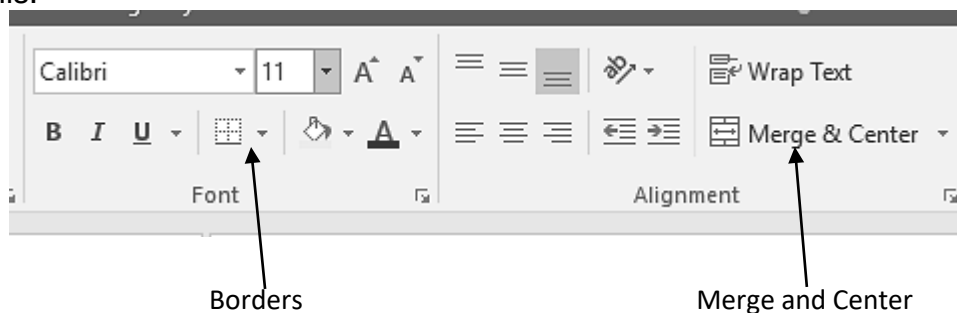 Calibri 11 A A
Wrap Text
B I U A
Merge & Center
Font
Alignment
Borders
Merge and Center